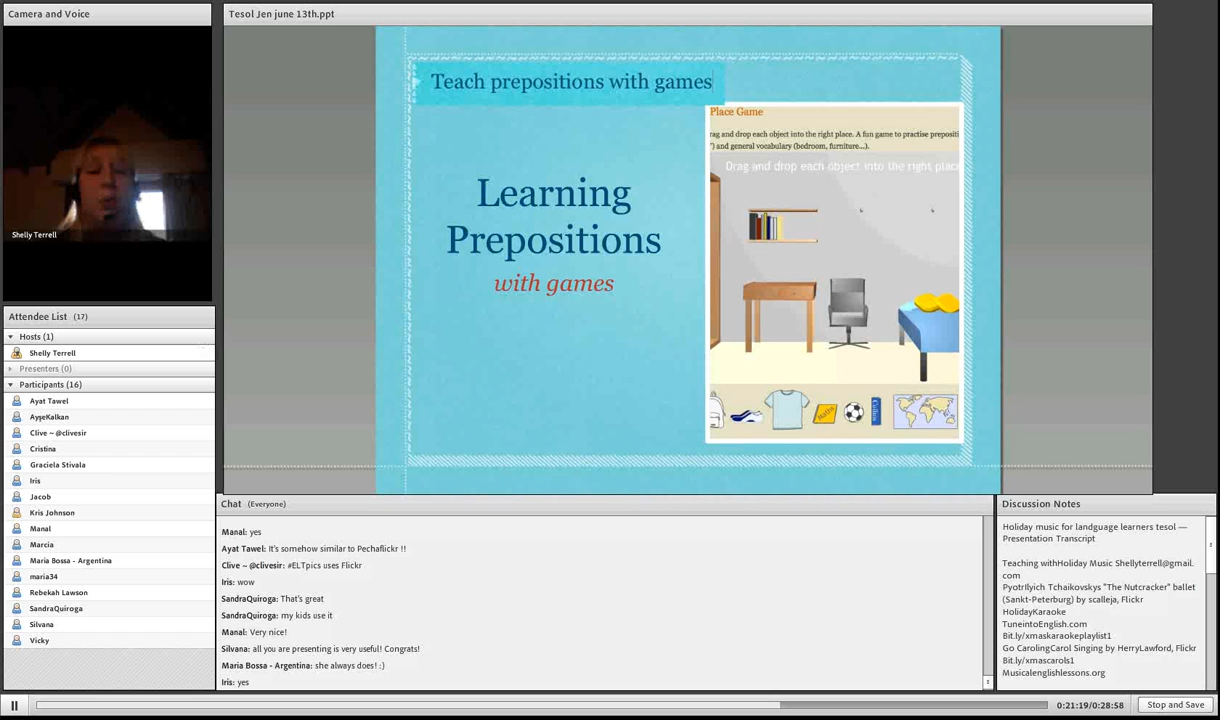 Camera and Voice
Tesol Jen june 13th.ppt
Shelly Terrell
Teach prepositions with games
Learning
Prepositions
with games
Place Game
rag and drop each object into the right place. A fun game to practise prepositi
") and general vocabulary (bedroom, furniture...).
Drag and drop each object into the right place
Maths
Attendee List (17)
Hosts (1)
Shelly Terrell
Presenters (0)
Participants (16)
Ayat Tawel
AyşeKalkan
Clive ~ @clivesir
Cristina
Graciela Stivala
Iris
Jacob
Kris Johnson
Manal
Marcia
Maria Bossa - Argentina
maria34
Rebekah Lawson
SandraQuiroga
Silvana
Vicky
Chat (Everyone)
Manal: yes
Ayat Tawel: It's somehow similar to Pechaflickr !!
Clive ~ @clivesir: #ELTpics uses Flickr
Iris: wow
SandraQuiroga: That's great
SandraQuiroga: my kids use it
Manal: Very nice!
Silvana: all you are presenting is very useful! Congrats!
Maria Bossa - Argentina: she always does! :)
Iris: yes
Discussion Notes
Holiday music for landguage learners tesol —
Presentation Transcript
Teaching withHoliday Music Shellyterrell@gmail.
com
PyotrIlyich Tchaikovskys "The Nutcracker" ballet
(Sankt-Peterburg) by scalleja, Flickr
HolidayKaraoke
TuneintoEnglish.com
Bit.ly/xmaskaraokeplaylist1
Go CarolingCarol Singing by HerryLawford, Flickr
Bit.ly/xmascarols1
Musicalenglishlessons.org
0:21:19/0:28:58
Stop and Save